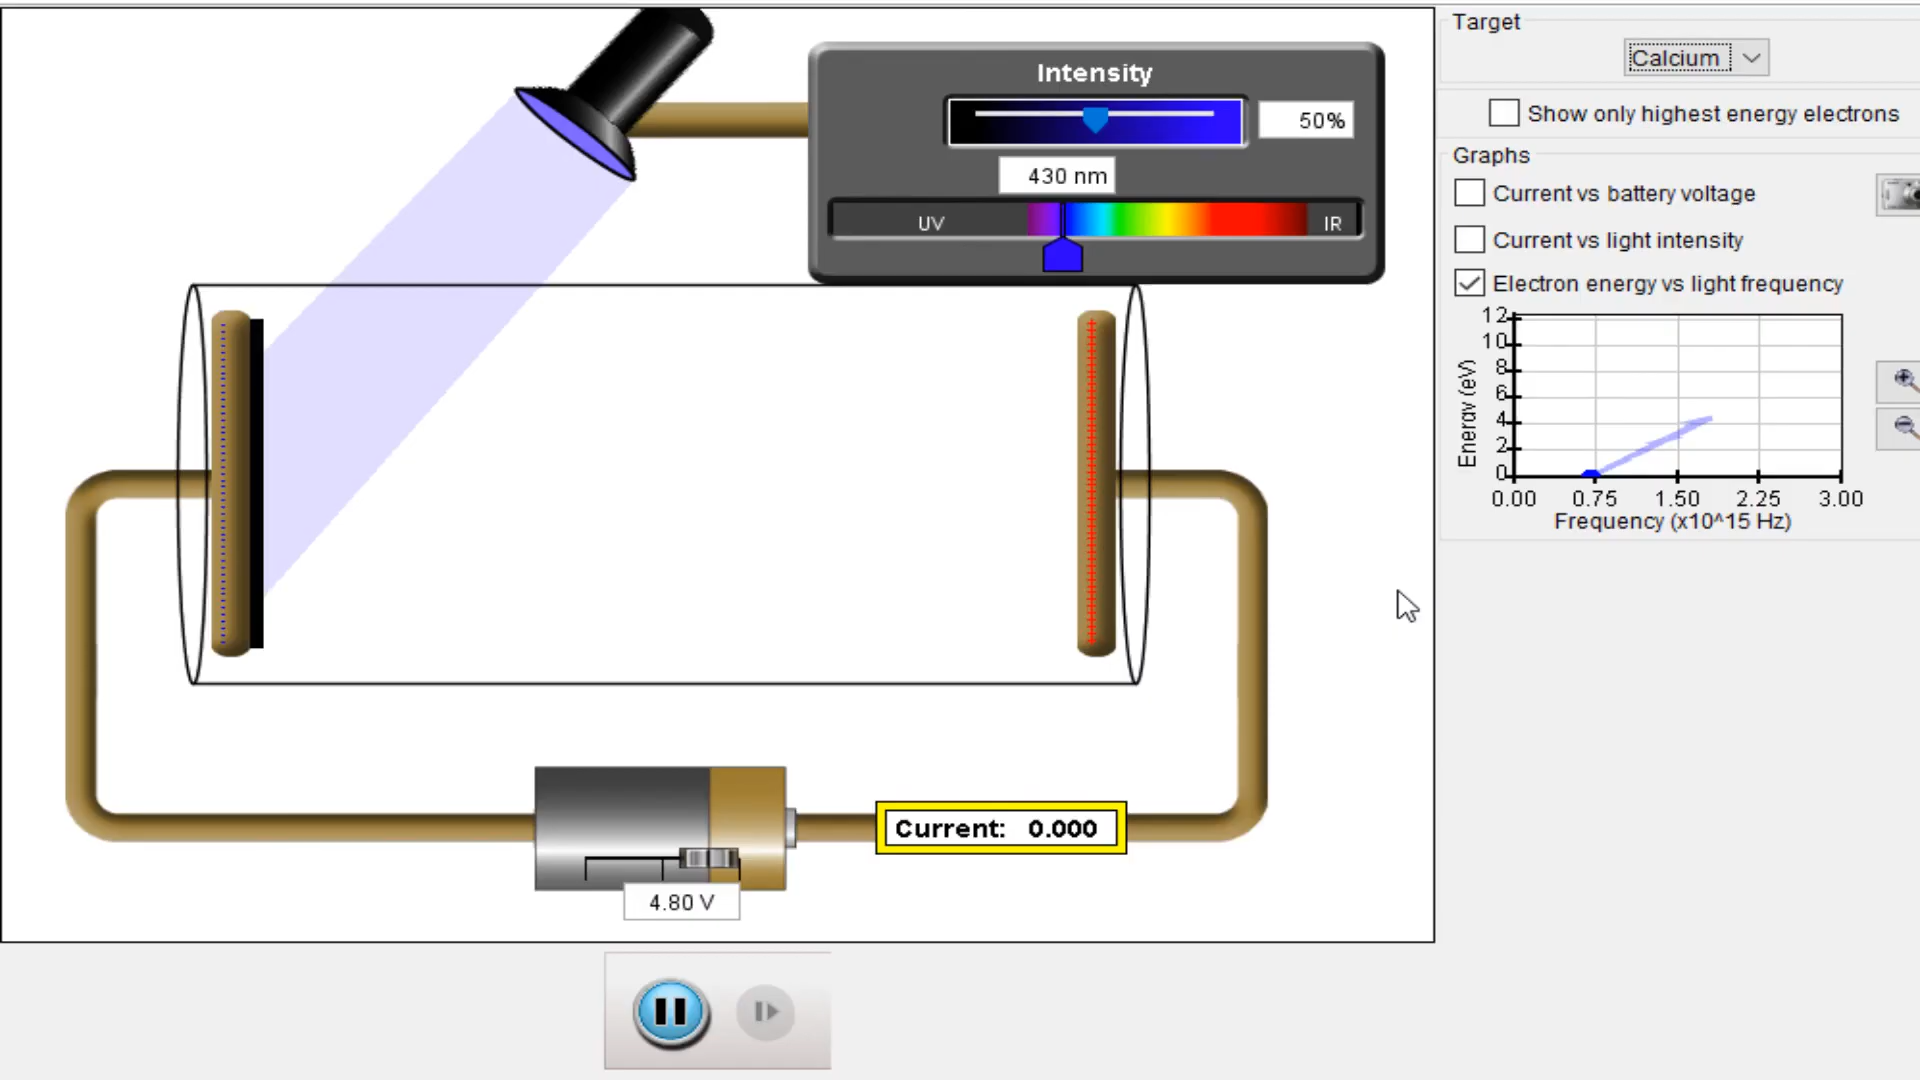 Intensity
50%
430 nm
UV
IR
Current: 0.000
4.80 V
Target
Calcium
Show only highest energy electrons
Graphs
Current vs battery voltage
Current vs light intensity
Electron energy vs light frequency
12
10
8
6
4
2
0
Energy (eV)
0.00 0.75 1.50 2.25 3.00
Frequency (x10^15 Hz)